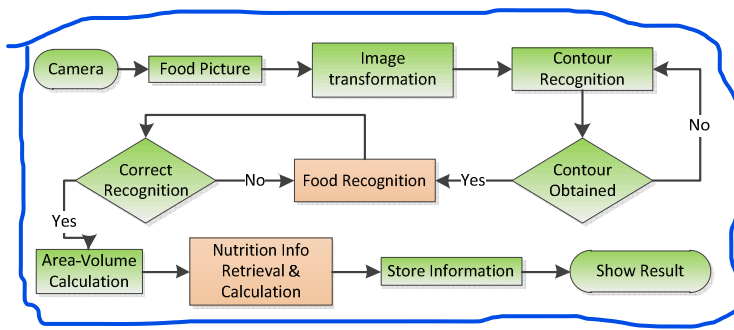 Camera
Food Picture
Image
transformation
Contour
Recognition
No
Correct
Recognition
No
Food Recognition
Yes
Contour
Obtained
Yes
Area-Volume
Calculation
Nutrition Info
Retrieval &
Calculation
Store Information
Show Result